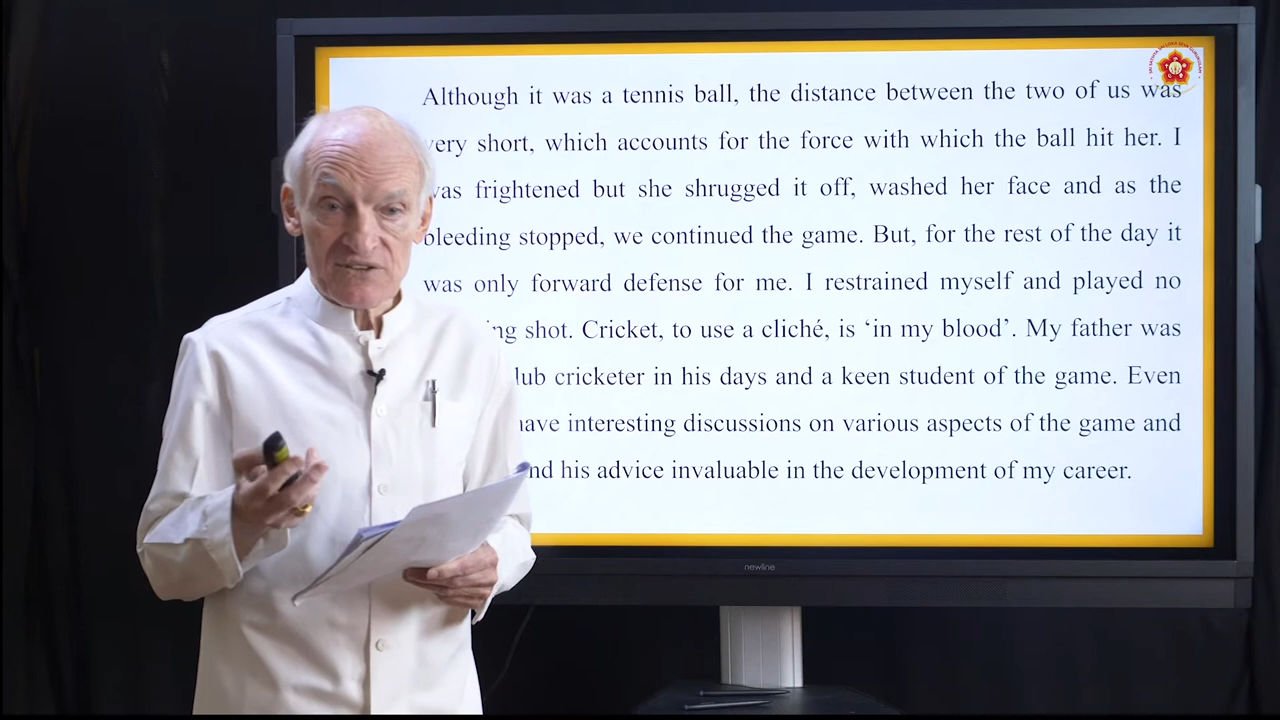 Although it was a tennis ball, the distance between the two of us was
very short, which accounts for the force with which the ball hit her. I
was frightened but she shrugged it off, washed her face and as the
bleeding stopped, we continued the game. But, for the rest of the day it
was only forward defense for me. I restrained myself and played no
ng shot. Cricket, to use a cliché, is ‘in my blood’. My father was
lub cricketer in his days and a keen student of the game. Even
have interesting discussions on various aspects of the game and
nd his advice invaluable in the development of my career.
newline